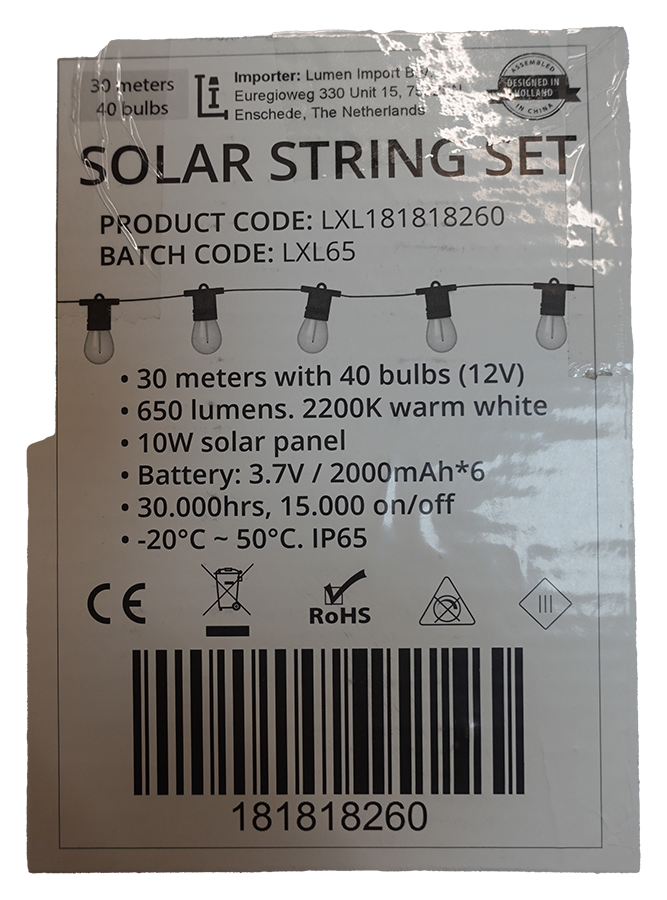 30 meters
40 bulbs
Importer: Lumen Import B.V.
Euregioweg 330 Unit 15,
Enschede, The Netherlands
ASSEMBLED
DESIGNED IN
HOLLAND
IN CHINA
SOLAR STRING SET
PRODUCT CODE: LXL181818260
BATCH CODE: LXL65
• 30 meters with 40 bulbs (12V)
• 650 lumens. 2200K warm white
• 10W solar panel
• Battery: 3.7V / 2000mAh*6
• 30.000hrs, 15.000 on/off
• -20°C ~ 50°C. IP65
CE
RoHS
III
181818260